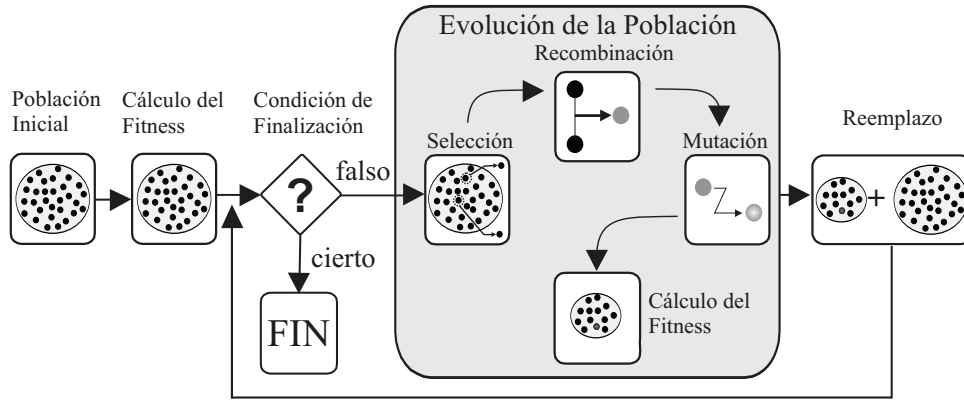 Evolución de la Población
Población
Inicial
Cálculo del
Fitness
Condición de
Finalización
?
falso
cierto
FIN
Selección
Recombinación
Mutación
Cálculo del
Fitness
Reemplazo
+